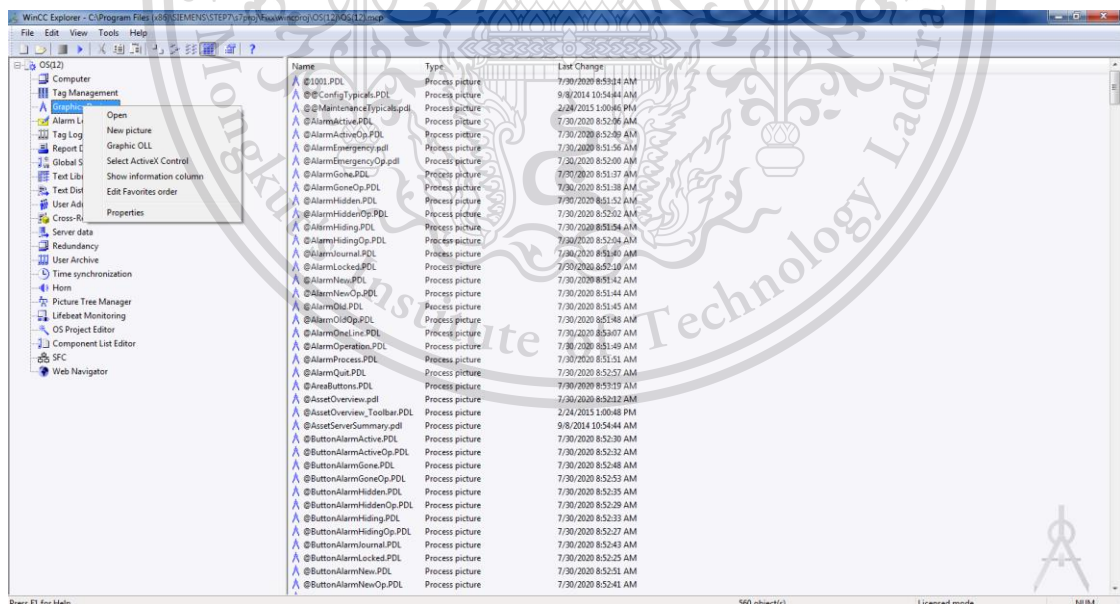 WinCC Explorer - C:\Program Files (x86)\SIEMENS\STEP7\s7proj\Fxxx\wincproj\OS(12)\OS(12).mcp
File Edit View Tools Help
OS(12)
Computer
Tag Management
Graphics
Alarm L
Tag Log
Report D
Global S
Text Libr
Text Dist
User Ad
Cross-Re
Server data
Redundancy
User Archive
Time synchronization
Horn
Picture Tree Manager
Lifebeat Monitoring
OS Project Editor
Component List Editor
SFC
Web Navigator
Open
New picture
Graphic OLL
Select ActiveX Control
Show information column
Edit Favorites order
Properties
Name Type Last Change
@1001.PDL Process picture 7/30/2020 8:53:14 AM
@@ConfigTypicals.PDL Process picture 9/8/2014 10:54:44 AM
@@MaintenanceTypicals.pdl Process picture 2/24/2015 1:00:46 PM
@AlarmActive.PDL Process picture 7/30/2020 8:52:06 AM
@AlarmActiveOp.PDL Process picture 7/30/2020 8:52:09 AM
@AlarmEmergency.pdl Process picture 7/30/2020 8:51:56 AM
@AlarmEmergencyOp.pdl Process picture 7/30/2020 8:52:00 AM
@AlarmGone.PDL Process picture 7/30/2020 8:51:37 AM
@AlarmGoneOp.PDL Process picture 7/30/2020 8:51:38 AM
@AlarmHidden.PDL Process picture 7/30/2020 8:51:52 AM
@AlarmHiddenOp.PDL Process picture 7/30/2020 8:52:02 AM
@AlarmHiding.PDL Process picture 7/30/2020 8:51:54 AM
@AlarmHidingOp.PDL Process picture 7/30/2020 8:52:04 AM
@AlarmJournal.PDL Process picture 7/30/2020 8:51:40 AM
@AlarmLocked.PDL Process picture 7/30/2020 8:52:10 AM
@AlarmNew.PDL Process picture 7/30/2020 8:51:42 AM
@AlarmNewOp.PDL Process picture 7/30/2020 8:51:44 AM
@AlarmOld.PDL Process picture 7/30/2020 8:51:45 AM
@AlarmOldOp.PDL Process picture 7/30/2020 8:51:48 AM
@AlarmOneLine.PDL Process picture 7/30/2020 8:53:07 AM
@AlarmOperation.PDL Process picture 7/30/2020 8:51:49 AM
@AlarmProcess.PDL Process picture 7/30/2020 8:51:51 AM
@AlarmQuit.PDL Process picture 7/30/2020 8:52:57 AM
@AreaButtons.PDL Process picture 7/30/2020 8:53:19 AM
@AssetOverview.pdl Process picture 7/30/2020 8:52:12 AM
@AssetOverview_Toolbar.PDL Process picture 2/24/2015 1:00:48 PM
@AssetServerSummary.pdl Process picture 9/8/2014 10:54:44 AM
@ButtonAlarmActive.PDL Process picture 7/30/2020 8:52:30 AM
@ButtonAlarmActiveOp.PDL Process picture 7/30/2020 8:52:32 AM
@ButtonAlarmGone.PDL Process picture 7/30/2020 8:52:48 AM
@ButtonAlarmGoneOp.PDL Process picture 7/30/2020 8:52:53 AM
@ButtonAlarmHidden.PDL Process picture 7/30/2020 8:52:35 AM
@ButtonAlarmHiddenOp.PDL Process picture 7/30/2020 8:52:29 AM
@ButtonAlarmHiding.PDL Process picture 7/30/2020 8:52:33 AM
@ButtonAlarmHidingOp.PDL Process picture 7/30/2020 8:52:27 AM
@ButtonAlarmJournal.PDL Process picture 7/30/2020 8:52:43 AM
@ButtonAlarmLocked.PDL Process picture 7/30/2020 8:52:25 AM
@ButtonAlarmNew.PDL Process picture 7/30/2020 8:52:51 AM
@ButtonAlarmNewOp.PDL Process picture 7/30/2020 8:52:41 AM
Press F1 for Help. 560 object(s) Licensed mode NUM
Institute of Technology Ladkra